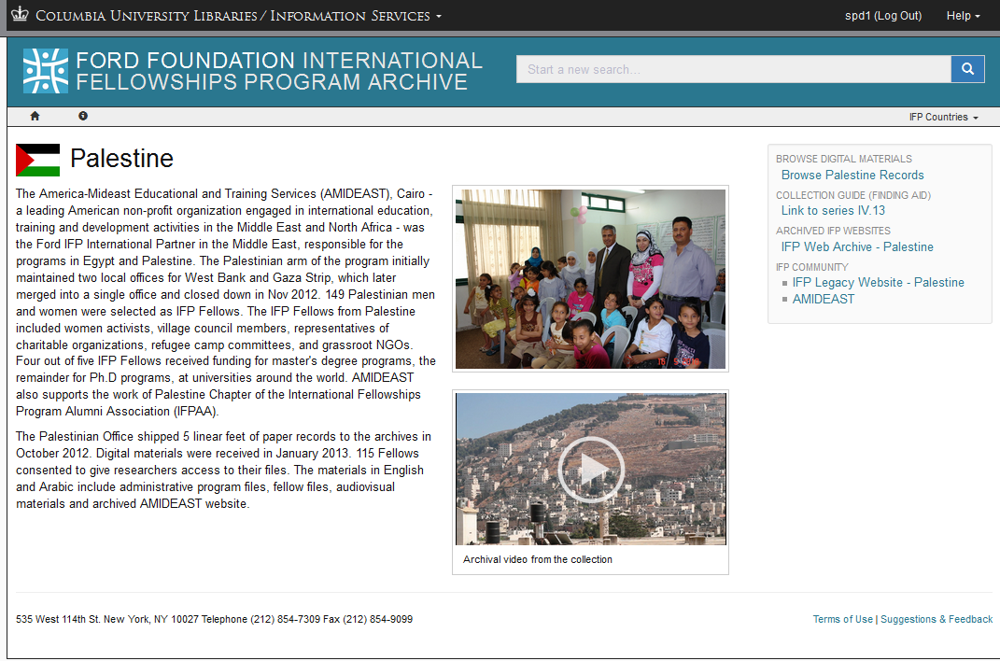 COLUMBIA UNIVERSITY LIBRARIES / INFORMATION SERVICES
spd1 (Log Out)
Help
FORD FOUNDATION INTERNATIONAL
FELLOWSHIPS PROGRAM ARCHIVE
Start a new search...
IFP Countries
Palestine
The America-Mideast Educational and Training Services (AMIDEAST), Cairo -
a leading American non-profit organization engaged in international education,
training and development activities in the Middle East and North Africa - was
the Ford IFP International Partner in the Middle East, responsible for the
programs in Egypt and Palestine. The Palestinian arm of the program initially
maintained two local offices for West Bank and Gaza Strip, which later
merged into a single office and closed down in Nov 2012. 149 Palestinian men
and women were selected as IFP Fellows. The IFP Fellows from Palestine
included women activists, village council members, representatives of
charitable organizations, refugee camp committees, and grassroot NGOs.
Four out of five IFP Fellows received funding for master's degree programs, the
remainder for Ph.D programs, at universities around the world. AMIDEAST
also supports the work of Palestine Chapter of the International Fellowships
Program Alumni Association (IFPAA).
The Palestinian Office shipped 5 linear feet of paper records to the archives in
October 2012. Digital materials were received in January 2013. 115 Fellows
consented to give researchers access to their files. The materials in English
and Arabic include administrative program files, fellow files, audiovisual
materials and archived AMIDEAST website.
Archival video from the collection
BROWSE DIGITAL MATERIALS
Browse Palestine Records
COLLECTION GUIDE (FINDING AID)
Link to series IV.13
ARCHIVED IFP WEBSITES
IFP Web Archive - Palestine
IFP COMMUNITY
IFP Legacy Website - Palestine
AMIDEAST
535 West 114th St. New York, NY 10027 Telephone (212) 854-7309 Fax (212) 854-9099
Terms of Use | Suggestions & Feedback